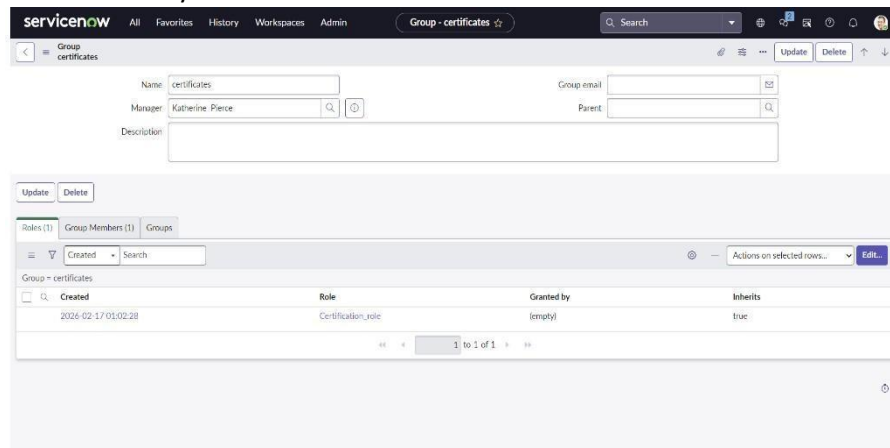 servicenow All Favorites History Workspaces Admin Group - certificates Search 2
Group
certificates
Update Delete
Name certificates Group email
Manager Katherine Pierce Parent
Description
Update Delete
Roles (1) Group Members (1) Groups
Created Search Actions on selected rows... Edit...
Group = certificates
Created Role Granted by Inherits
2026-02-17 01:02:28 Certification_role (empty) true
1 to 1 of 1